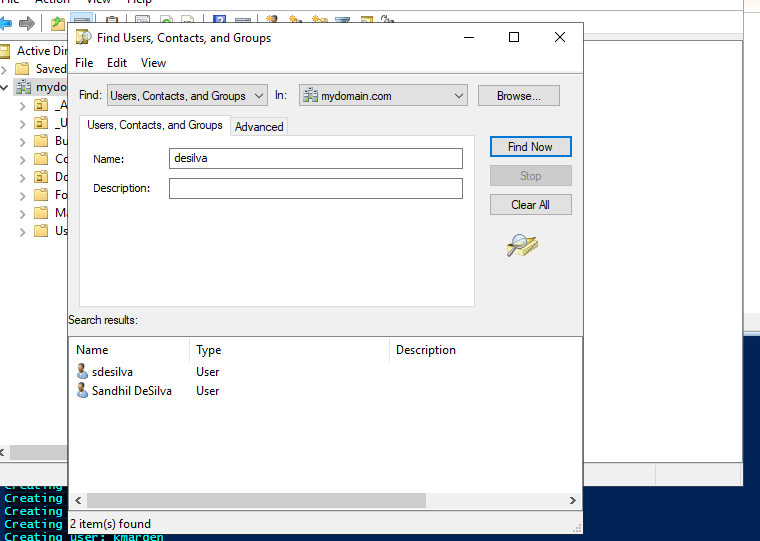 File Action View Help
Find Users, Contacts, and Groups
Active Dir
File Edit View
Saved
mydo
Find: Users, Contacts, and Groups In: mydomain.com Browse...
_A
_U
Users, Contacts, and Groups Advanced
Bu
Find Now
Co
Name: desilva
Do
Stop
Description:
Fo
Clear All
Ma
Us
Search results:
Name Type Description
sdesilva User
Sandhil DeSilva User
2 item(s) found
Creating
Creating
Creating
Creating
Creating user: kmarden